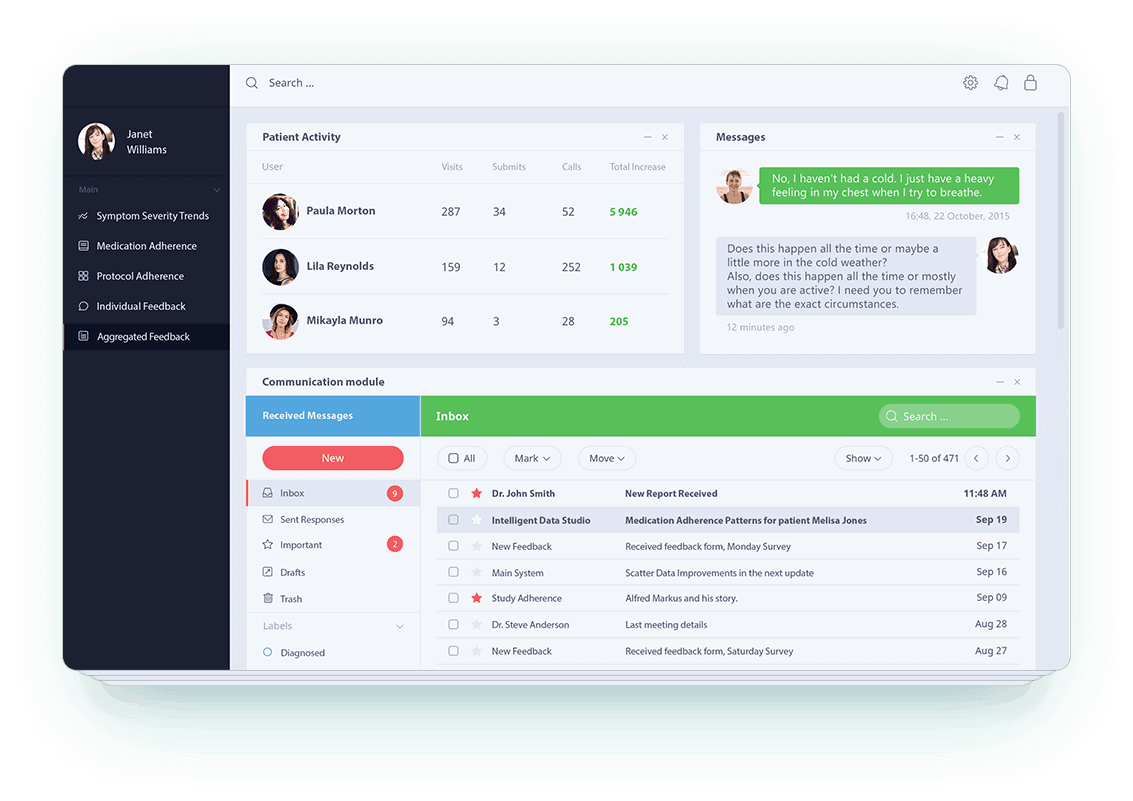 Search ...
Janet
Williams
Main
Symptom Severity Trends
Medication Adherence
Protocol Adherence
Individual Feedback
Aggregated Feedback
Patient Activity
User Visits Submits Calls Total Increase
Paula Morton 287 34 52 5 946
Lila Reynolds 159 12 252 1 039
Mikayla Munro 94 3 28 205
Messages
No, I haven't had a cold. I just have a heavy
feeling in my chest when I try to breathe.
16:48, 22 October, 2015
Does this happen all the time or maybe a
little more in the cold weather?
Also, does this happen all the time or mostly
when you are active? I need you to remember
what are the exact circumstances.
12 minutes ago
Communication module
Received Messages
New
Inbox 9
Sent Responses
Important 2
Drafts
Trash
Labels
Diagnosed
Inbox Search ...
All Mark Move Show 1-50 of 471
Dr. John Smith New Report Received 11:48 AM
Intelligent Data Studio Medication Adherence Patterns for patient Melisa Jones Sep 19
New Feedback Received feedback form, Monday Survey Sep 17
Main System Scatter Data Improvements in the next update Sep 16
Study Adherence Alfred Markus and his story. Sep 09
Dr. Steve Anderson Last meeting details Aug 28
New Feedback Received feedback form, Saturday Survey Aug 27